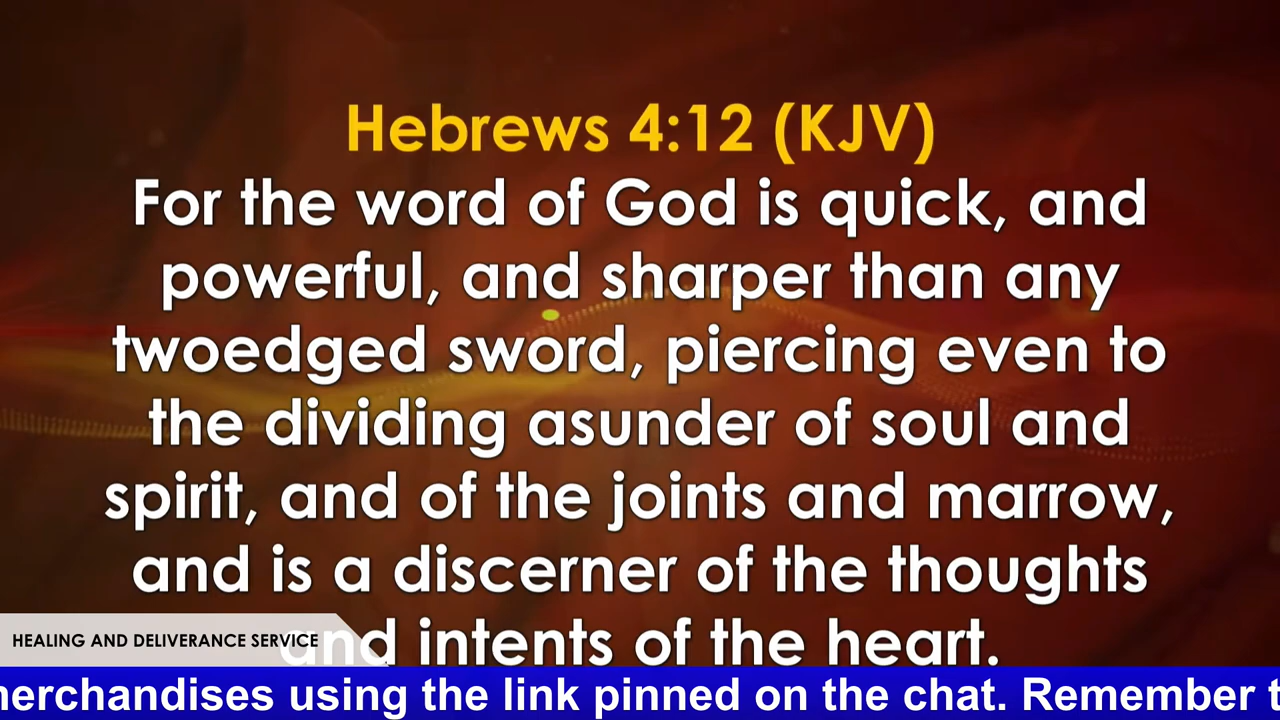 Hebrews 4:12 (KJV)
For the word of God is quick, and
powerful, and sharper than any
twoedged sword, piercing even to
the dividing asunder of soul and
spirit, and of the joints and marrow,
and is a discerner of the thoughts
and intents of the heart.
HEALING AND DELIVERANCE SERVICE
using the link pinned on the chat. Remember